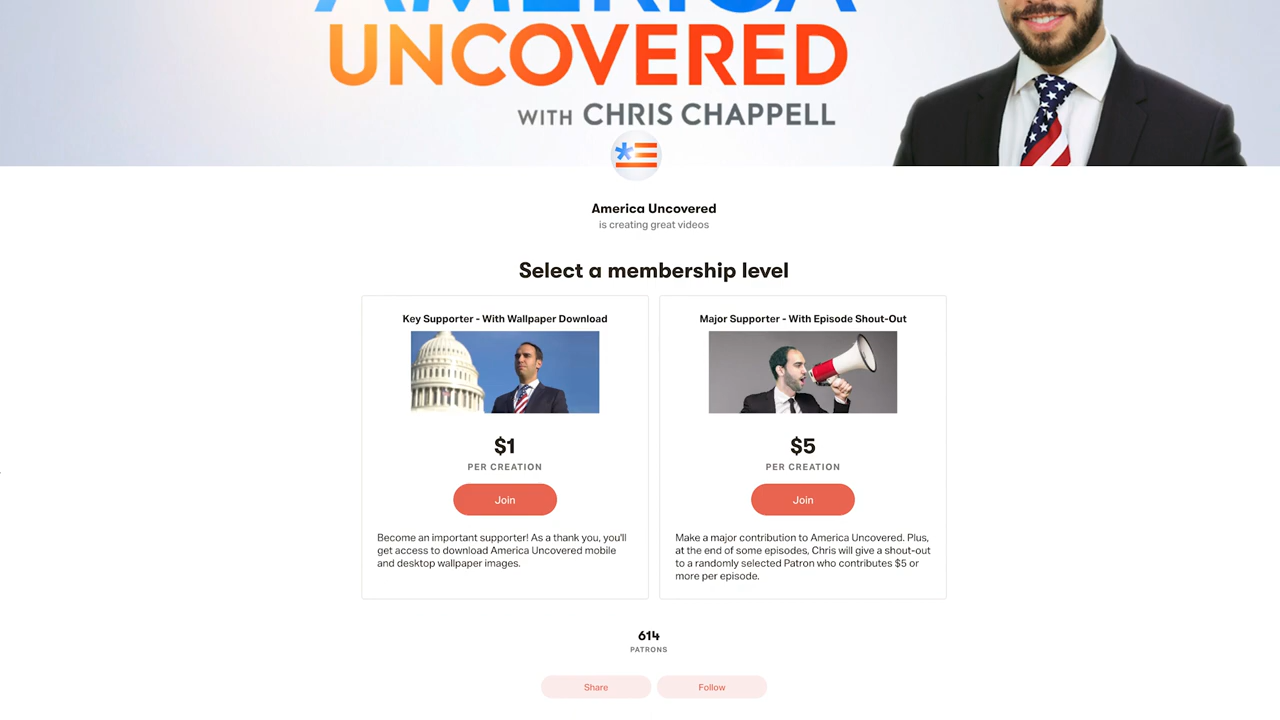 AMERICA
UNCOVERED
WITH CHRIS CHAPPELL
America Uncovered
is creating great videos
Select a membership level
Key Supporter - With Wallpaper Download
$1
PER CREATION
Join
Become an important supporter! As a thank you, you'll
get access to download America Uncovered mobile
and desktop wallpaper images.
Major Supporter - With Episode Shout-Out
$5
PER CREATION
Join
Make a major contribution to America Uncovered. Plus,
at the end of some episodes, Chris will give a shout-out
to a randomly selected Patron who contributes $5 or
more per episode.
614
PATRONS
Share
Follow